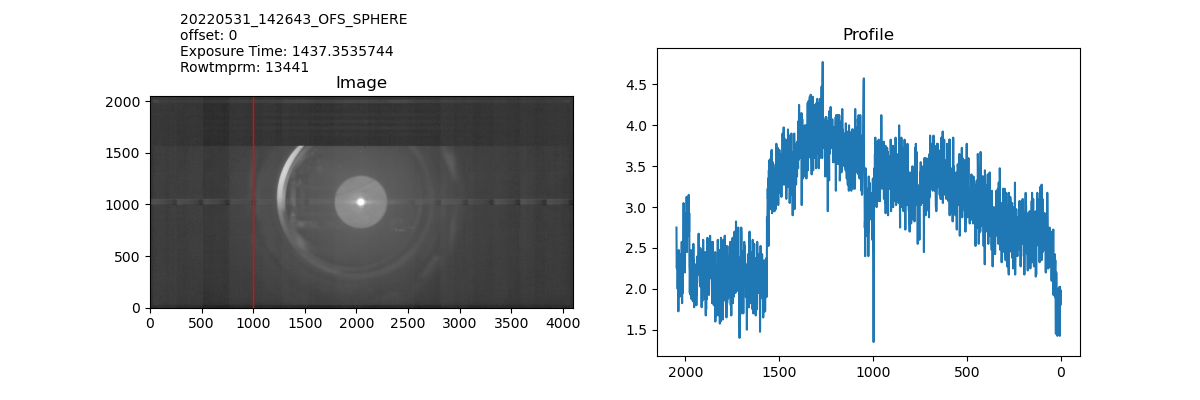 20220531_142643_OFS_SPHERE
offset: 0
Exposure Time: 1437.3535744
Rowtmprm: 13441
Image
2000
1500
1000
500
0
0 500 1000 1500 2000 2500 3000 3500 4000
Profile
4.5
4.0
3.5
3.0
2.5
2.0
1.5
2000 1500 1000 500 0